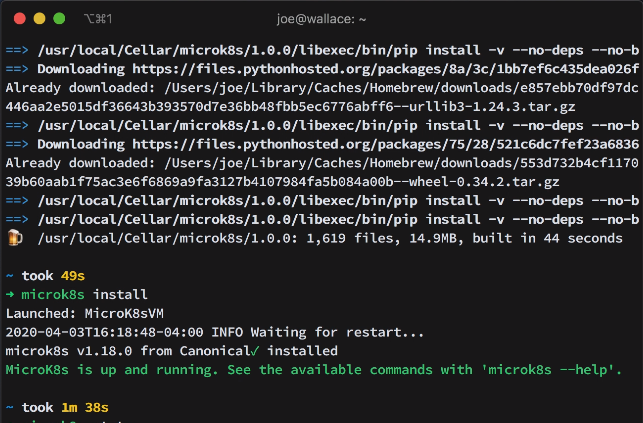 ⌥⌘1 joe@wallace: ~
==> /usr/local/Cellar/microk8s/1.0.0/libexec/bin/pip install -v --no-deps --no-b
==> Downloading https://files.pythonhosted.org/packages/8a/3c/1bb7ef6c435dea026f
Already downloaded: /Users/joe/Library/Caches/Homebrew/downloads/e857ebb70df97dc
446aa2e5015df36643b393570d7e36bb48fbb5ec6776abff6--urllib3-1.24.3.tar.gz
==> /usr/local/Cellar/microk8s/1.0.0/libexec/bin/pip install -v --no-deps --no-b
==> Downloading https://files.pythonhosted.org/packages/75/28/521c6dc7fef23a6836
Already downloaded: /Users/joe/Library/Caches/Homebrew/downloads/553d732b4cf1170
39b60aab1f75ac3e6f6869a9fa3127b4107984fa5b084a00b--wheel-0.34.2.tar.gz
==> /usr/local/Cellar/microk8s/1.0.0/libexec/bin/pip install -v --no-deps --no-b
==> /usr/local/Cellar/microk8s/1.0.0/libexec/bin/pip install -v --no-deps --no-b
🍺 /usr/local/Cellar/microk8s/1.0.0: 1,619 files, 14.9MB, built in 44 seconds
~ took 49s
➜ microk8s install
Launched: MicroK8sVM
2020-04-03T16:18:48-04:00 INFO Waiting for restart...
microk8s v1.18.0 from Canonical✓ installed
MicroK8s is up and running. See the available commands with 'microk8s --help'.
~ took 1m 38s